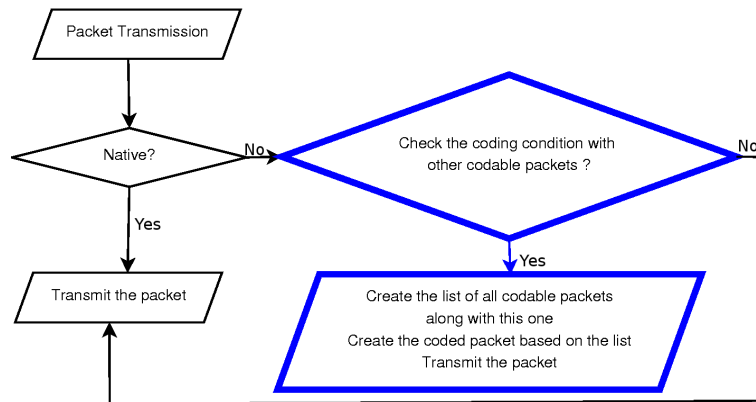 Packet Transmission
Native?
No
Check the coding condition with
other codable packets ?
No
Yes
Yes
Transmit the packet
Create the list of all codable packets
along with this one
Create the coded packet based on the list
Transmit the packet